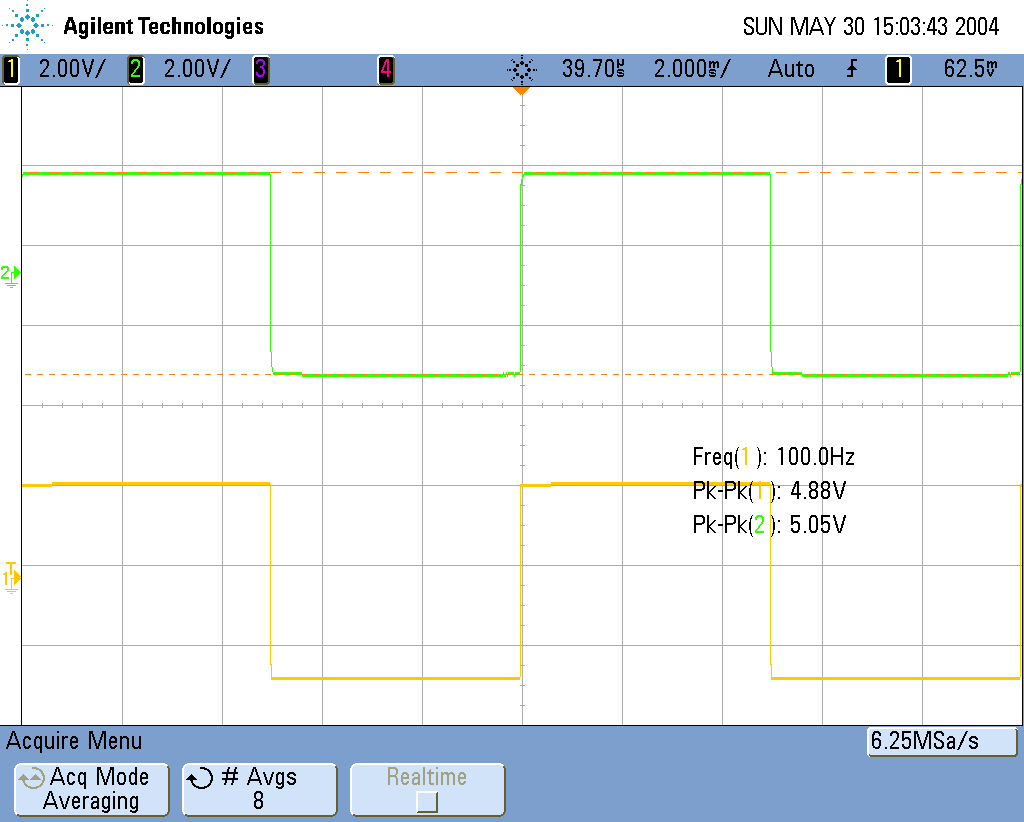 Agilent Technologies SUN MAY 30 15:03:43 2004
1 2.00V/ 2 2.00V/ 3 4 39.70µs 2.000ms/ Auto 1 62.5mV
2
Freq(1): 100.0Hz
Pk-Pk(1): 4.88V
Pk-Pk(2): 5.05V
T
1
Acquire Menu 6.25MSa/s
Acq Mode # Avgs Realtime
Averaging 8